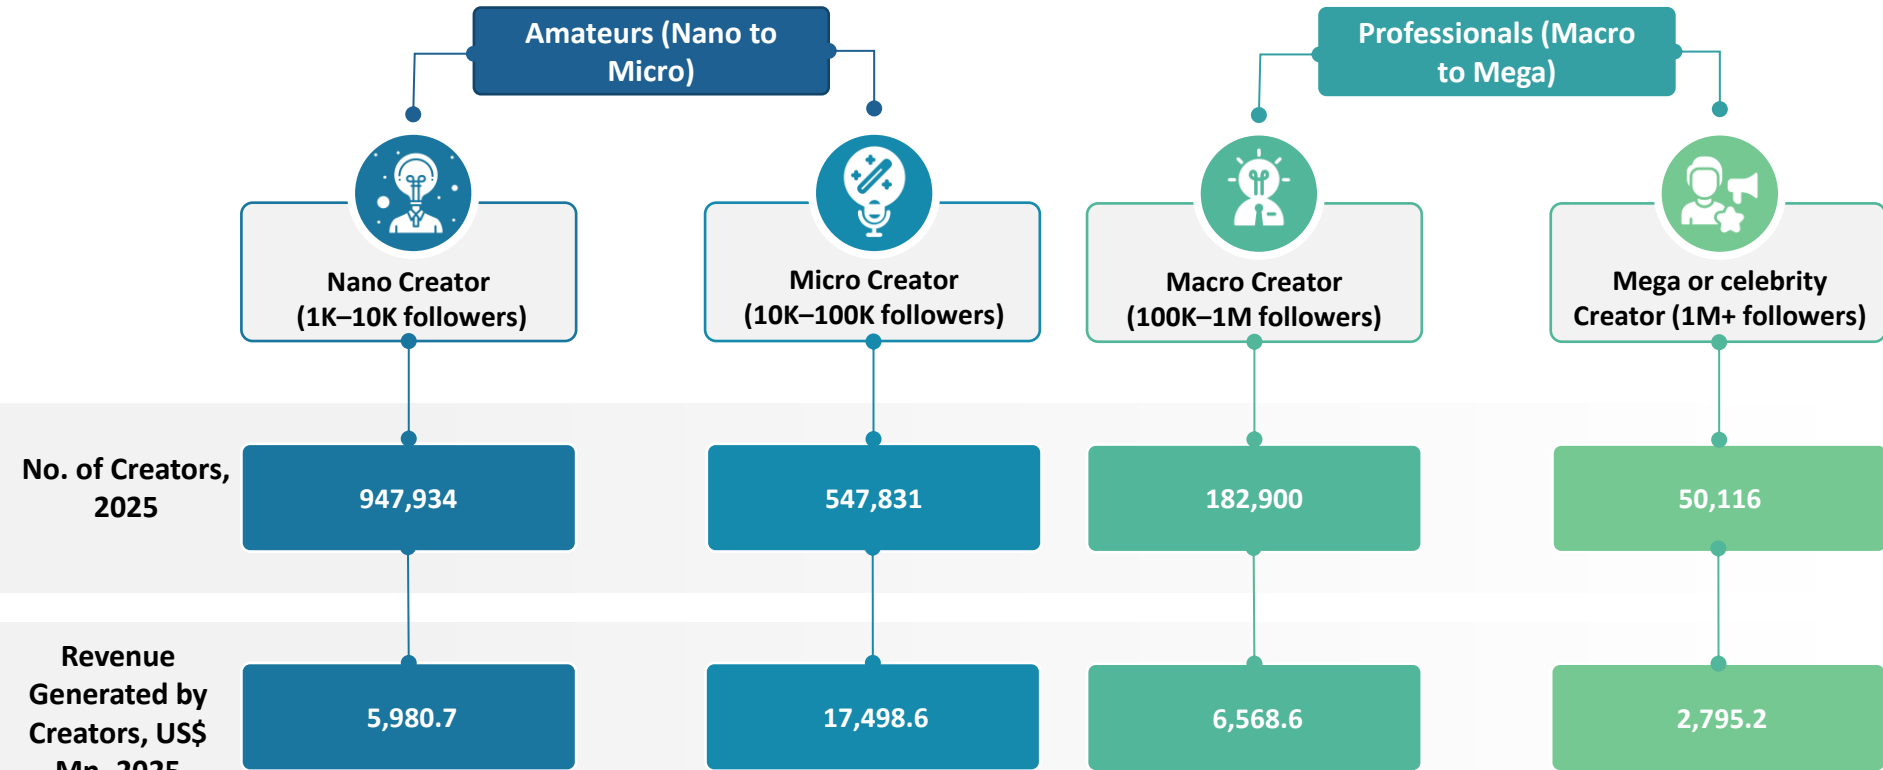 Amateurs (Nano to
Micro)
Professionals (Macro
to Mega)
Nano Creator
(1K–10K followers)
Micro Creator
(10K–100K followers)
Macro Creator
(100K–1M followers)
Mega or celebrity
Creator (1M+ followers)
No. of Creators,
2025
947,934
547,831
182,900
50,116
Revenue
Generated by
Creators, US$
Mn, 2025
5,980.7
17,498.6
6,568.6
2,795.2